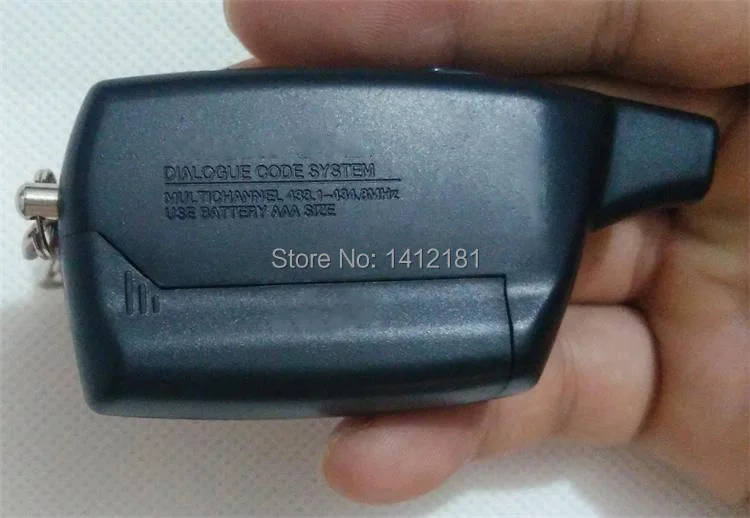 DIALOGUE CODE SYSTEM
MULTICHANNEL 433.1-434.8MHz
USE BATTERY AAA SIZE
Store No: 1412181